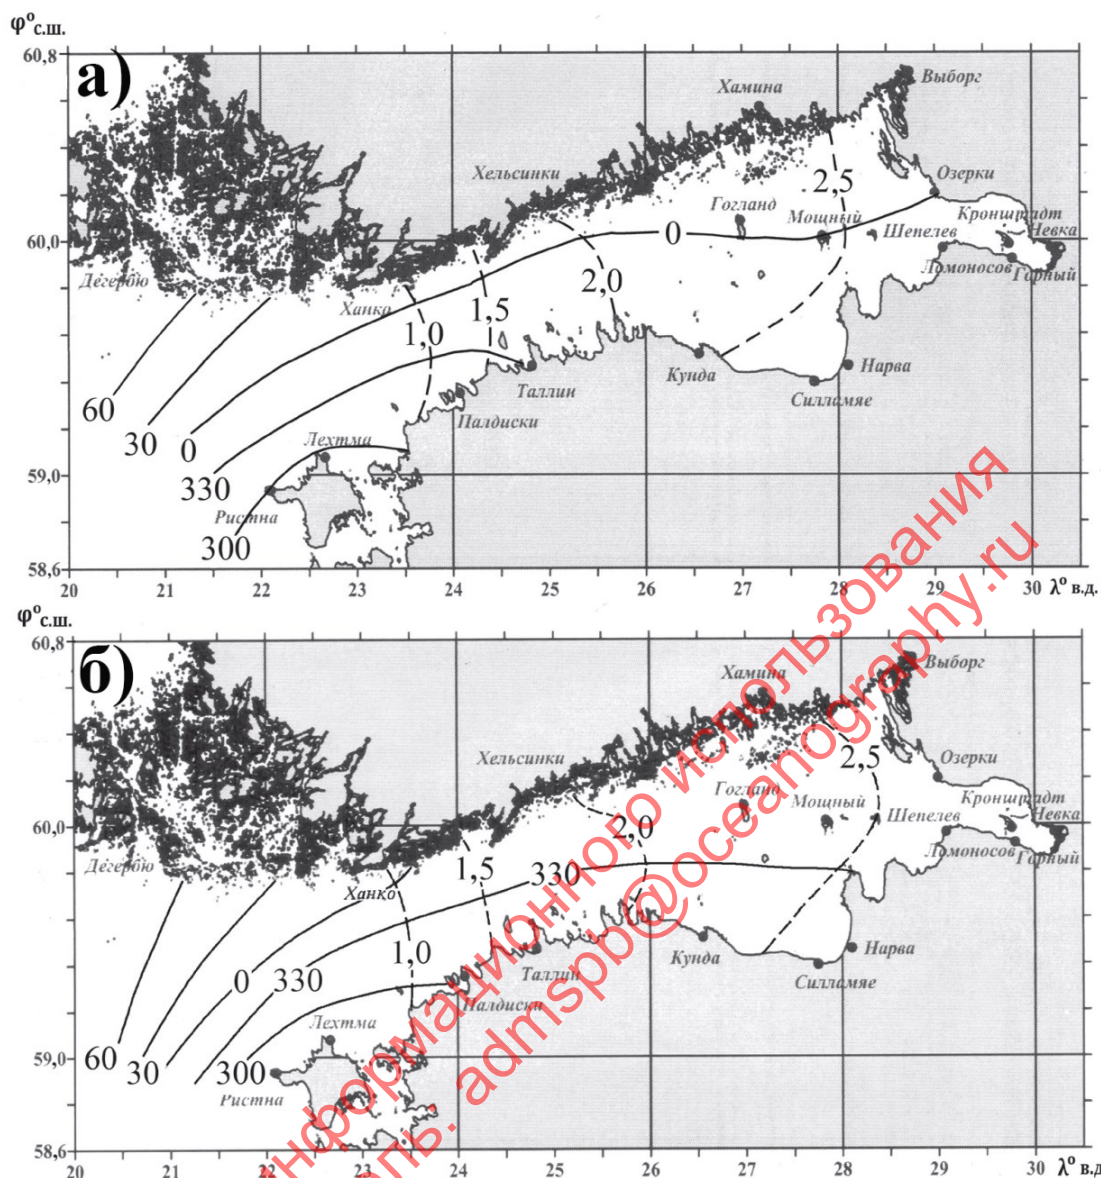 φ° с.ш.
60,8
а)
Хамина
Выборг
Хельсинки
2,5
Озерки
Гогланд
Мощный
Кронштадт
60,0
0
Шепелев
Невка
Дегербю
2,0
Ломоносов
Горный
Ханко
1,5
1,0
60
Кунда
Нарва
30
0
Таллин
Силламяе
Палдиски
Лехтма
59,0
330
Ристна
300
58,6
20 21 22 23 24 25 26 27 28 29 30 λ° в.д.
φ° с.ш.
60,8
б)
Хамина
Выборг
Хельсинки
2,5
Озерки
Гогланд
Мощный
Кронштадт
60,0
2,0
Шепелев
Невка
Дегербю
1,5
330
Ломоносов
Горный
Ханко
1,0
Кунда
Нарва
0
330
Таллин
Силламяе
Палдиски
Лехтма
60
59,0
30
300
Ристна
58,6
20 21 22 23 24 25 26 27 28 29 30 λ° в.д
информационного использования
admspb@oceanography.ru